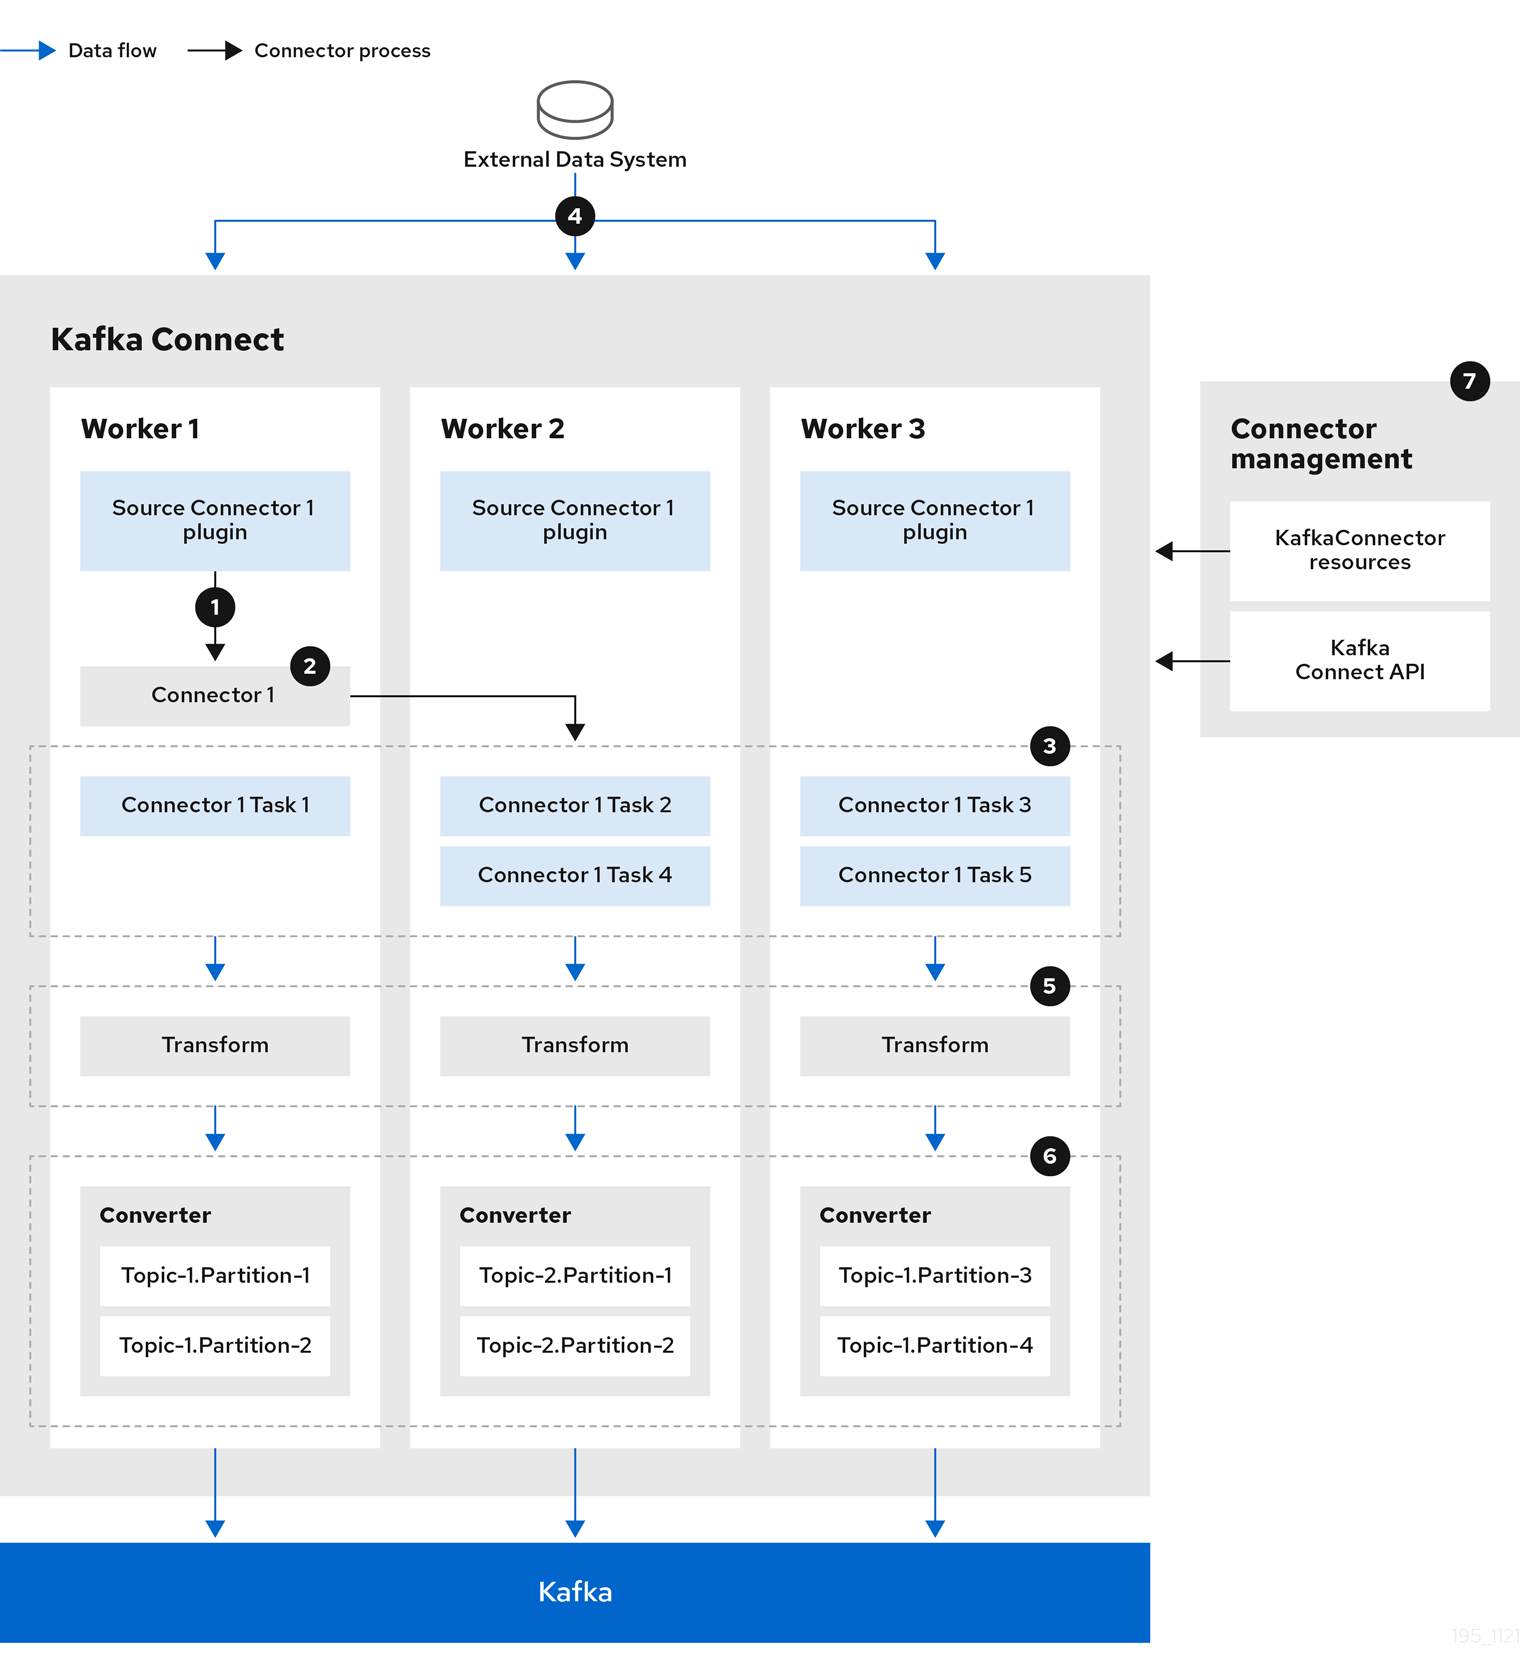 Data flow
Connector process
External Data System
4
Kafka Connect
7
Connector
management
KafkaConnector
resources
Kafka
Connect API
Worker 1
Worker 2
Worker 3
Source Connector 1
plugin
Source Connector 1
plugin
Source Connector 1
plugin
1
2
Connector 1
3
Connector 1 Task 1
Connector 1 Task 2
Connector 1 Task 3
Connector 1 Task 4
Connector 1 Task 5
5
Transform
Transform
Transform
6
Converter
Converter
Converter
Topic-1.Partition-1
Topic-2.Partition-1
Topic-1.Partition-3
Topic-1.Partition-2
Topic-2.Partition-2
Topic-1.Partition-4
Kafka
195_1121